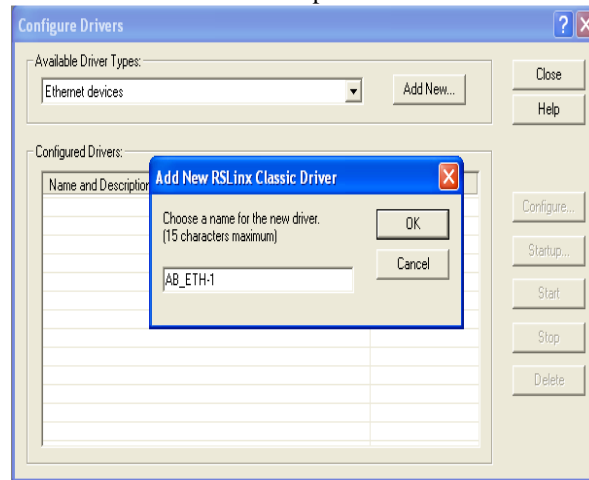 Configure Drivers
Available Driver Types:
Ethernet devices
Add New...
Close
Help
Configured Drivers:
Name and Description
Add New RSLinx Classic Driver
Choose a name for the new driver.
(15 characters maximum)
OK
Cancel
AB_ETH-1
Configure...
Startup...
Start
Stop
Delete